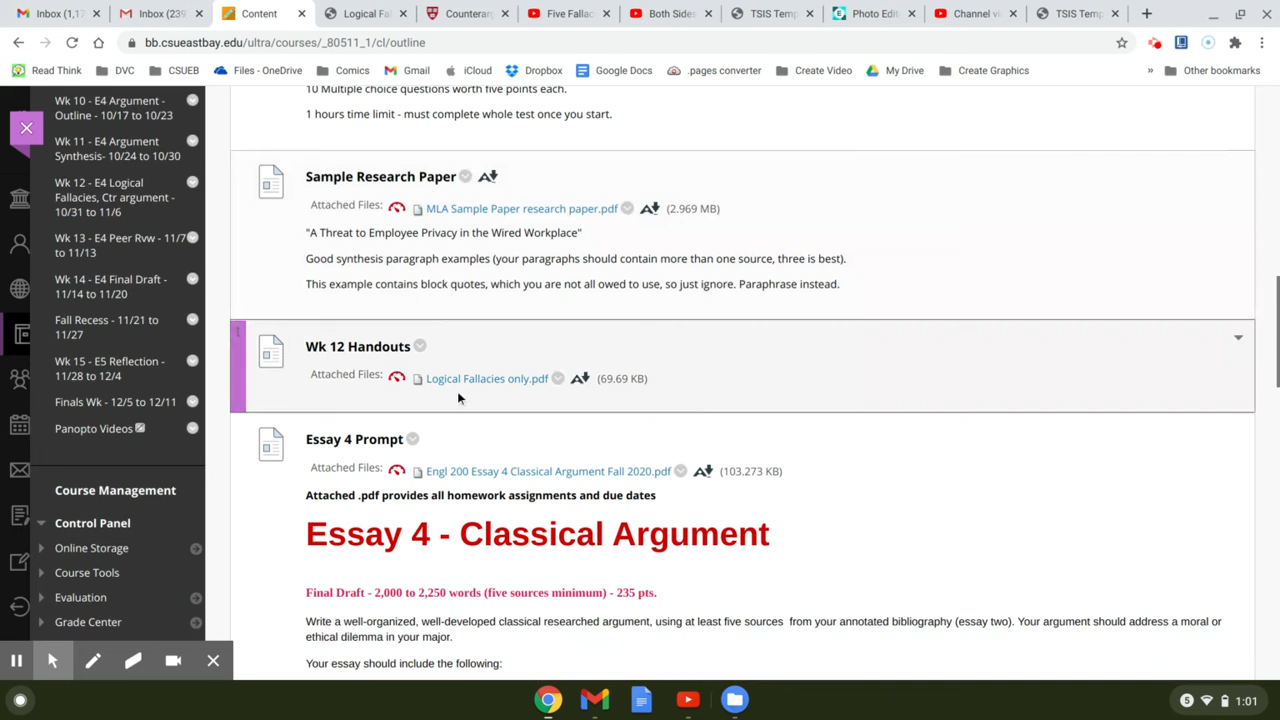 Inbox (1,17
Inbox (239
Content
Logical Fal
Counterar
Five Fallac
Both Sides
TSIS Temp
Photo Edit
Channel vi
TSIS Temp
bb.csueastbay.edu/ultra/courses/_80511_1/cl/outline
Read Think
DVC
CSUEB
Files - OneDrive
Comics
Gmail
iCloud
Dropbox
Google Docs
.pages converter
Create Video
My Drive
Create Graphics
»
Other bookmarks
Wk 10 - E4 Argument -
Outline - 10/17 to 10/23
Wk 11 - E4 Argument
Synthesis- 10/24 to 10/30
Wk 12 - E4 Logical
Fallacies, Ctr argument -
10/31 to 11/6
Wk 13 - E4 Peer Rvw - 11/7
to 11/13
Wk 14 - E4 Final Draft -
11/14 to 11/20
Fall Recess - 11/21 to
11/27
Wk 15 - E5 Reflection -
11/28 to 12/4
Finals Wk - 12/5 to 12/11
Panopto Videos
Course Management
Control Panel
Online Storage
Course Tools
Evaluation
Grade Center
10 Multiple choice questions worth five points each.
1 hours time limit - must complete whole test once you start.
Sample Research Paper
Attached Files: MLA Sample Paper research paper.pdf (2.969 MB)
"A Threat to Employee Privacy in the Wired Workplace"
Good synthesis paragraph examples (your paragraphs should contain more than one source, three is best).
This example contains block quotes, which you are not all owed to use, so just ignore. Paraphrase instead.
Wk 12 Handouts
Attached Files: Logical Fallacies only.pdf (69.69 KB)
Essay 4 Prompt
Attached Files: Engl 200 Essay 4 Classical Argument Fall 2020.pdf (103.273 KB)
Attached .pdf provides all homework assignments and due dates
Essay 4 - Classical Argument
Final Draft - 2,000 to 2,250 words (five sources minimum) - 235 pts.
Write a well-organized, well-developed classical researched argument, using at least five sources from your annotated bibliography (essay two). Your argument should address a moral or
ethical dilemma in your major.
Your essay should include the following:
5
1:01